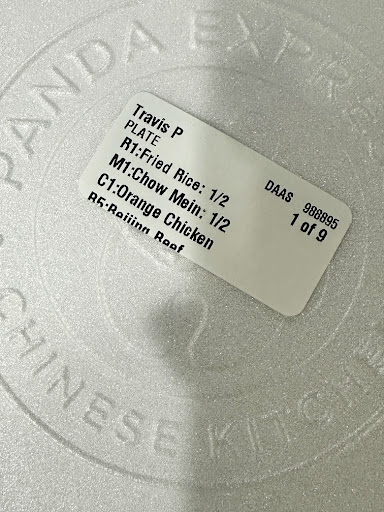 PANDA EXPRE
CHINESE KITCHE
Travis P
PLATE
R1:Fried Rice: 1/2
M1:Chow Mein: 1/2
C1:Orange Chicken
B5:Beijing Beef
DAAS 988895
1 of 9